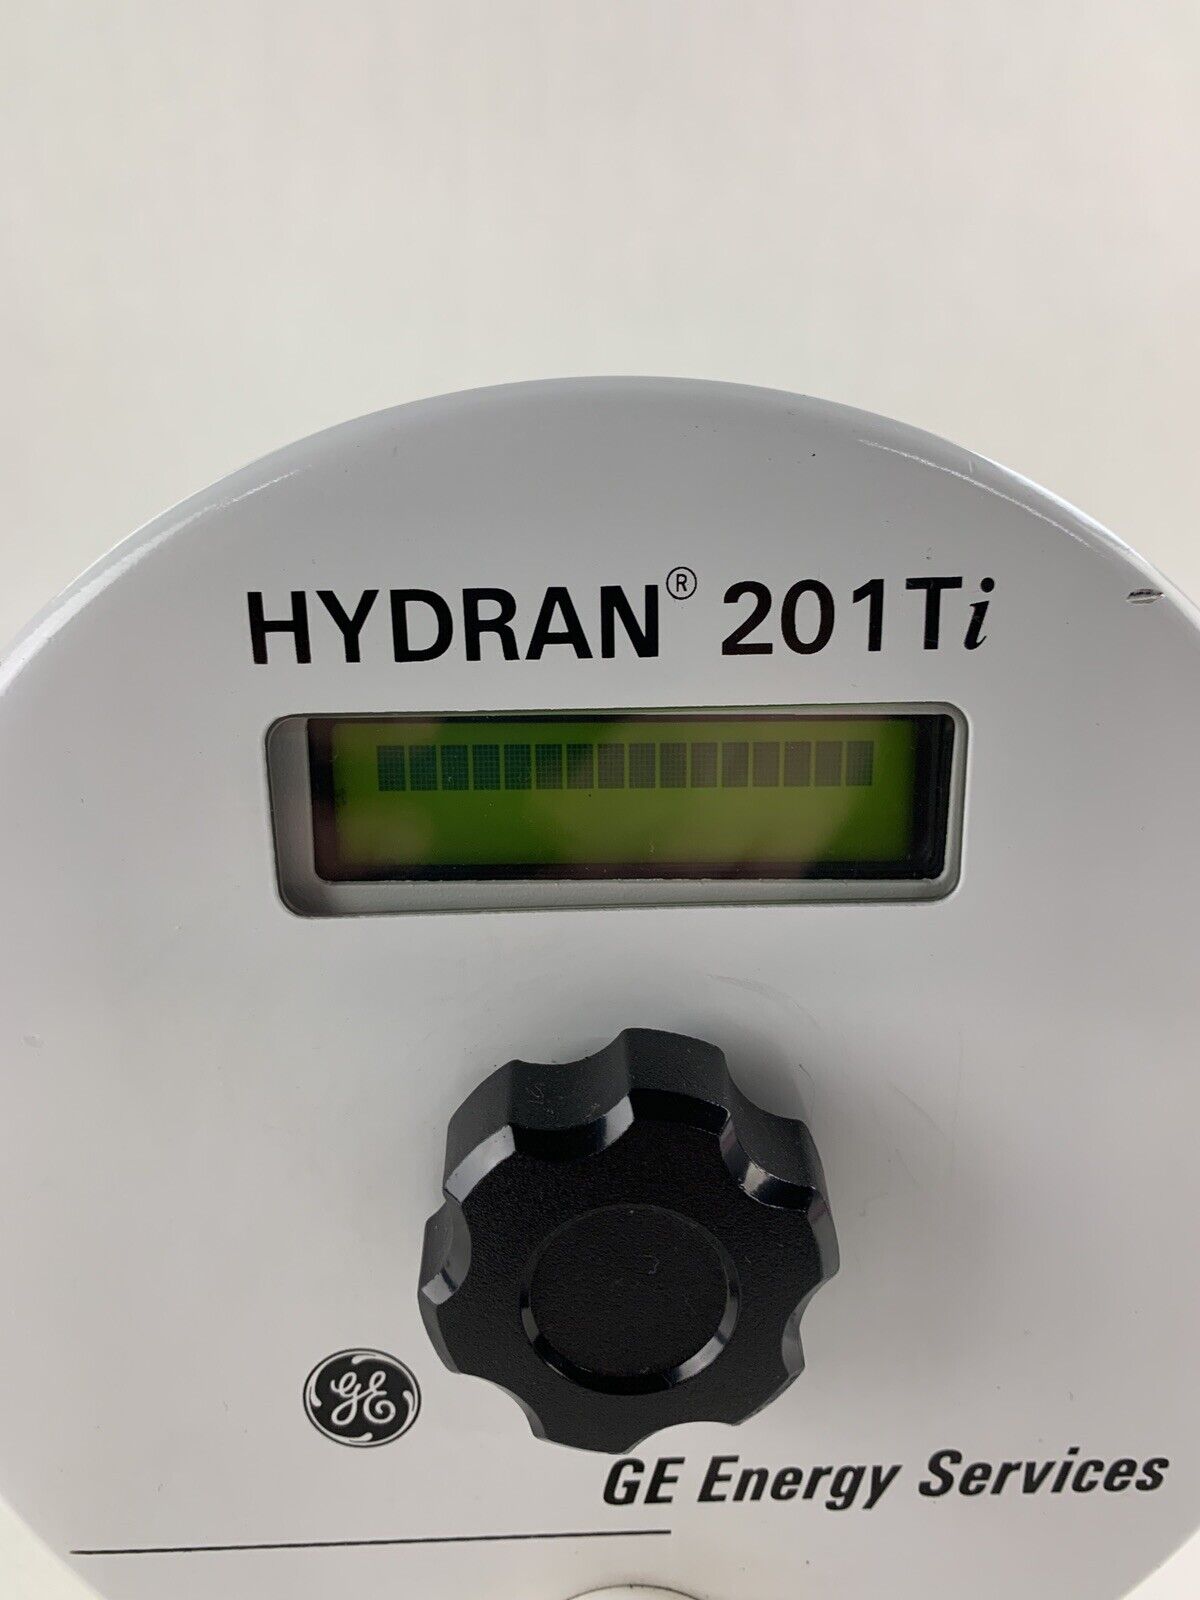 HYDRAN® 201Ti
GE
GE Energy Services